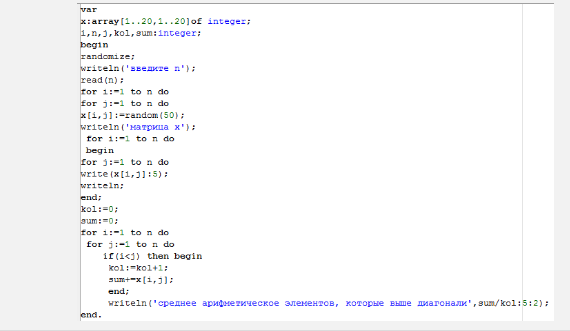 var
x:array[1..20,1..20]of integer;
i,n,j,kol,sum:integer;
begin
randomize;
writeln('введите n');
read(n);
for i:=1 to n do
for j:=1 to n do
x[i,j]:=random(50);
writeln('матрица x');
for i:=1 to n do
begin
for j:=1 to n do
write(x[i,j]:5);
writeln;
end;
kol:=0;
sum:=0;
for i:=1 to n do
for j:=1 to n do
if(i<j) then begin
kol:=kol+1;
sum+=x[i,j];
end;
writeln('среднее арифметическое элементов, которые выше диагонали',sum/kol:5:2);
end.